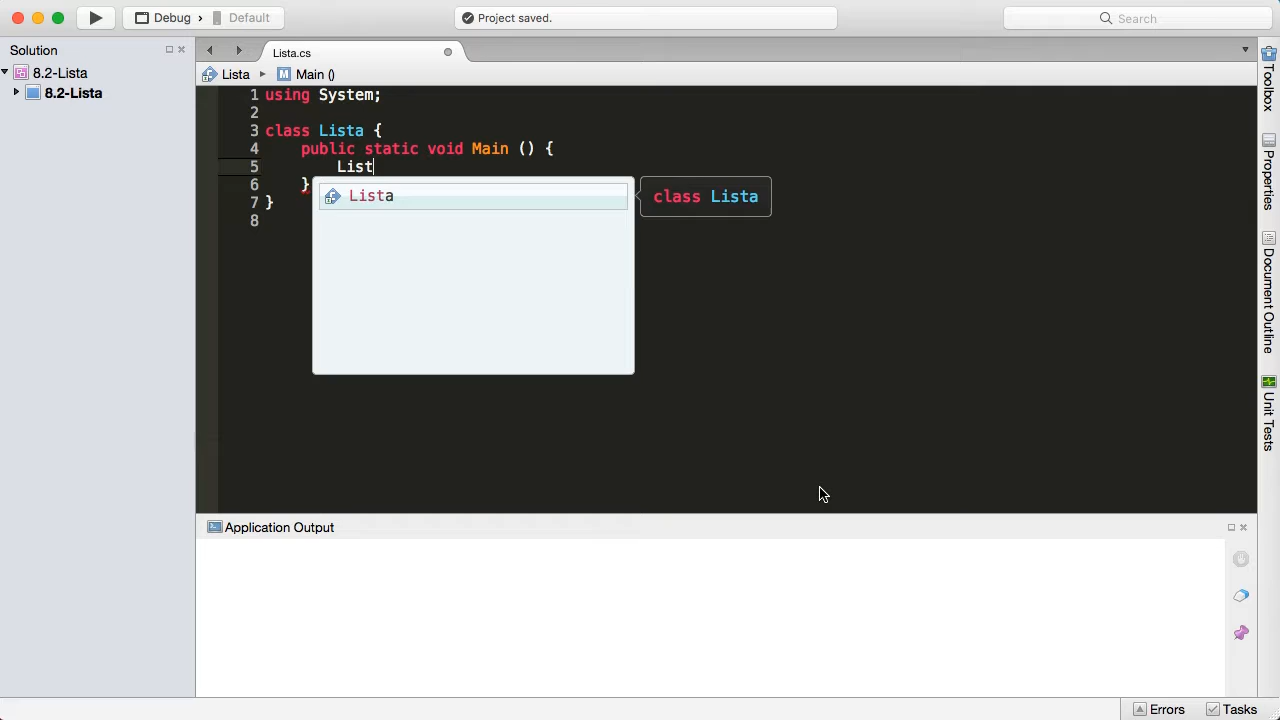 Debug
Default
Project saved.
Search
Solution
Lista.cs
8.2-Lista
8.2-Lista
Lista
Main ()
1 using System;
2
3 class Lista {
4 public static void Main () {
5 List
6 }
7 }
8
Lista
class Lista
Toolbox
Properties
Document Outline
Unit Tests
Application Output
Errors
Tasks